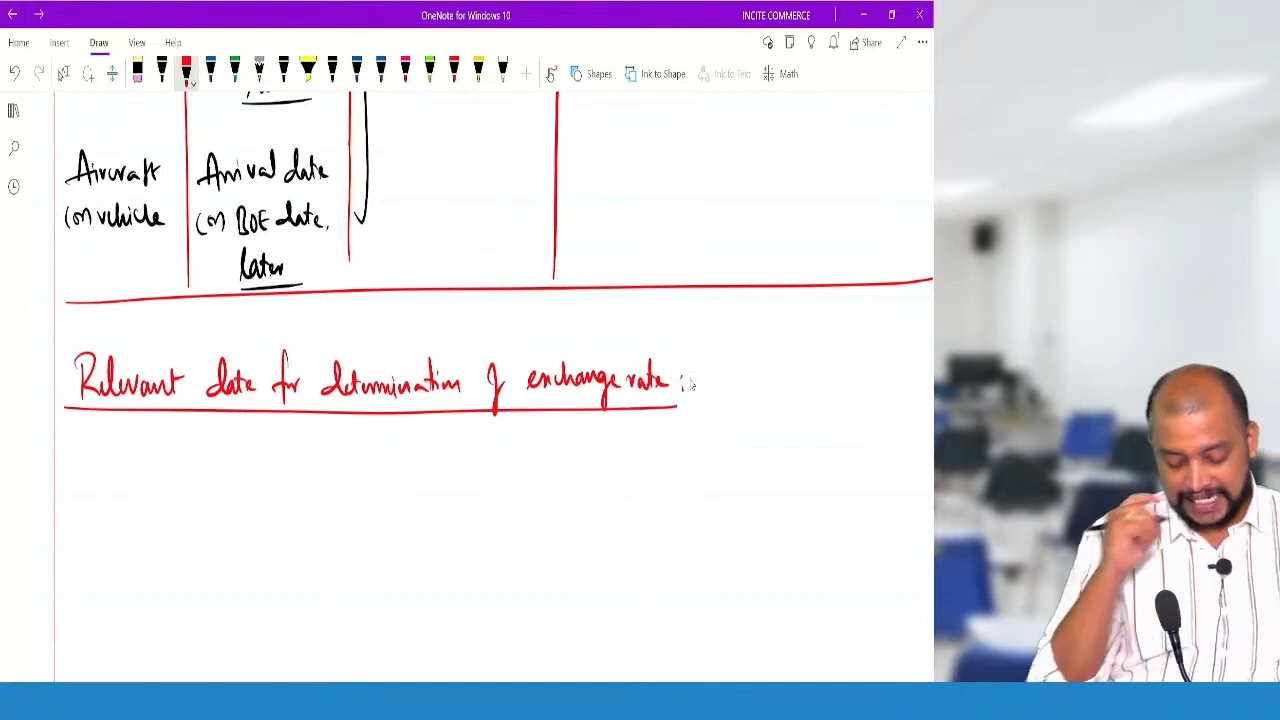 OneNote for Windows 10
INCITE COMMERCE
Home Insert Draw View Help
Share
Shapes Ink to Shape Ink to Text Math
Aircraft Arrival date
(or) vehicle (or) BOE date,
later
Relevant date for determination of exchange rate :